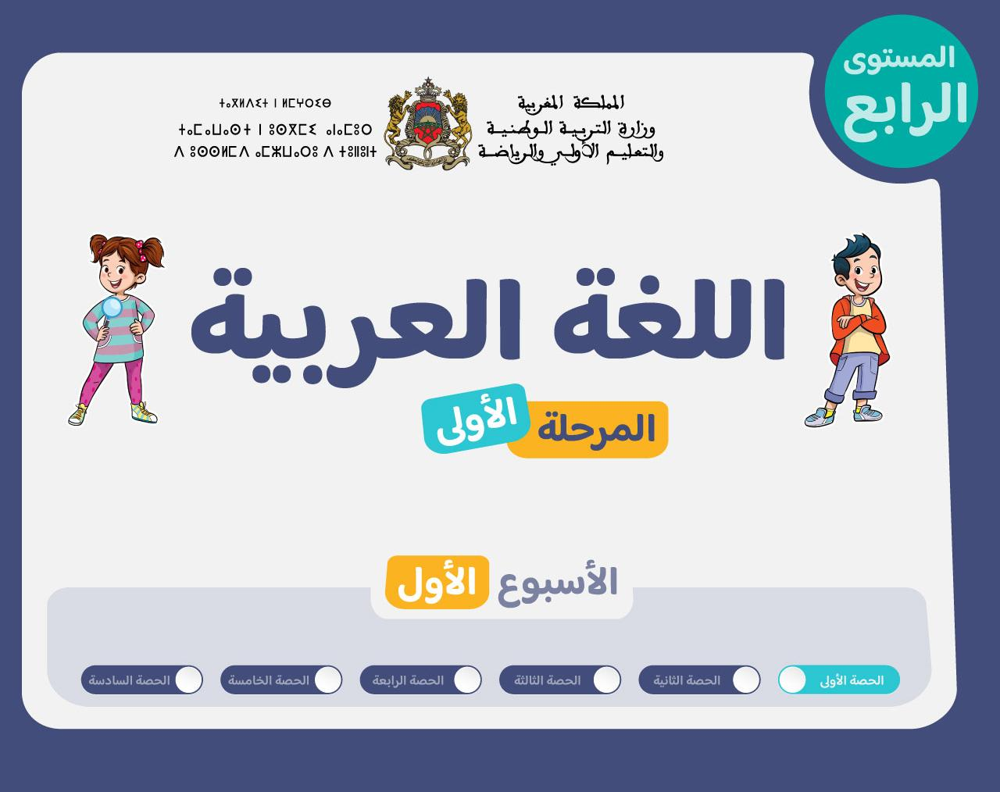 المستوى
الرابع
المملكة المغربية
وزارة التربية الوطنية
والتعليم الأولي والرياضة
ⵜⴰⴳⵍⴷⵉⵜ ⵏ ⵍⵎⵖⵔⵉⴱ
ⵜⴰⵎⴰⵡⴰⵙⵜ ⵏ ⵓⵙⴳⵎⵉ ⴰⵏⴰⵎⵓⵔ
ⴷ ⵓⵙⵙⵍⵎⴷ ⴰⵎⵣⵡⴰⵔⵓ ⴷ ⵜⵓⵏⵏⵓⵏⵜ
اللغة العربية
المرحلة الأولى
الأسبوع الأول
الحصة الأولى
الحصة الثانية
الحصة الثالثة
الحصة الرابعة
الحصة الخامسة
الحصة السادسة